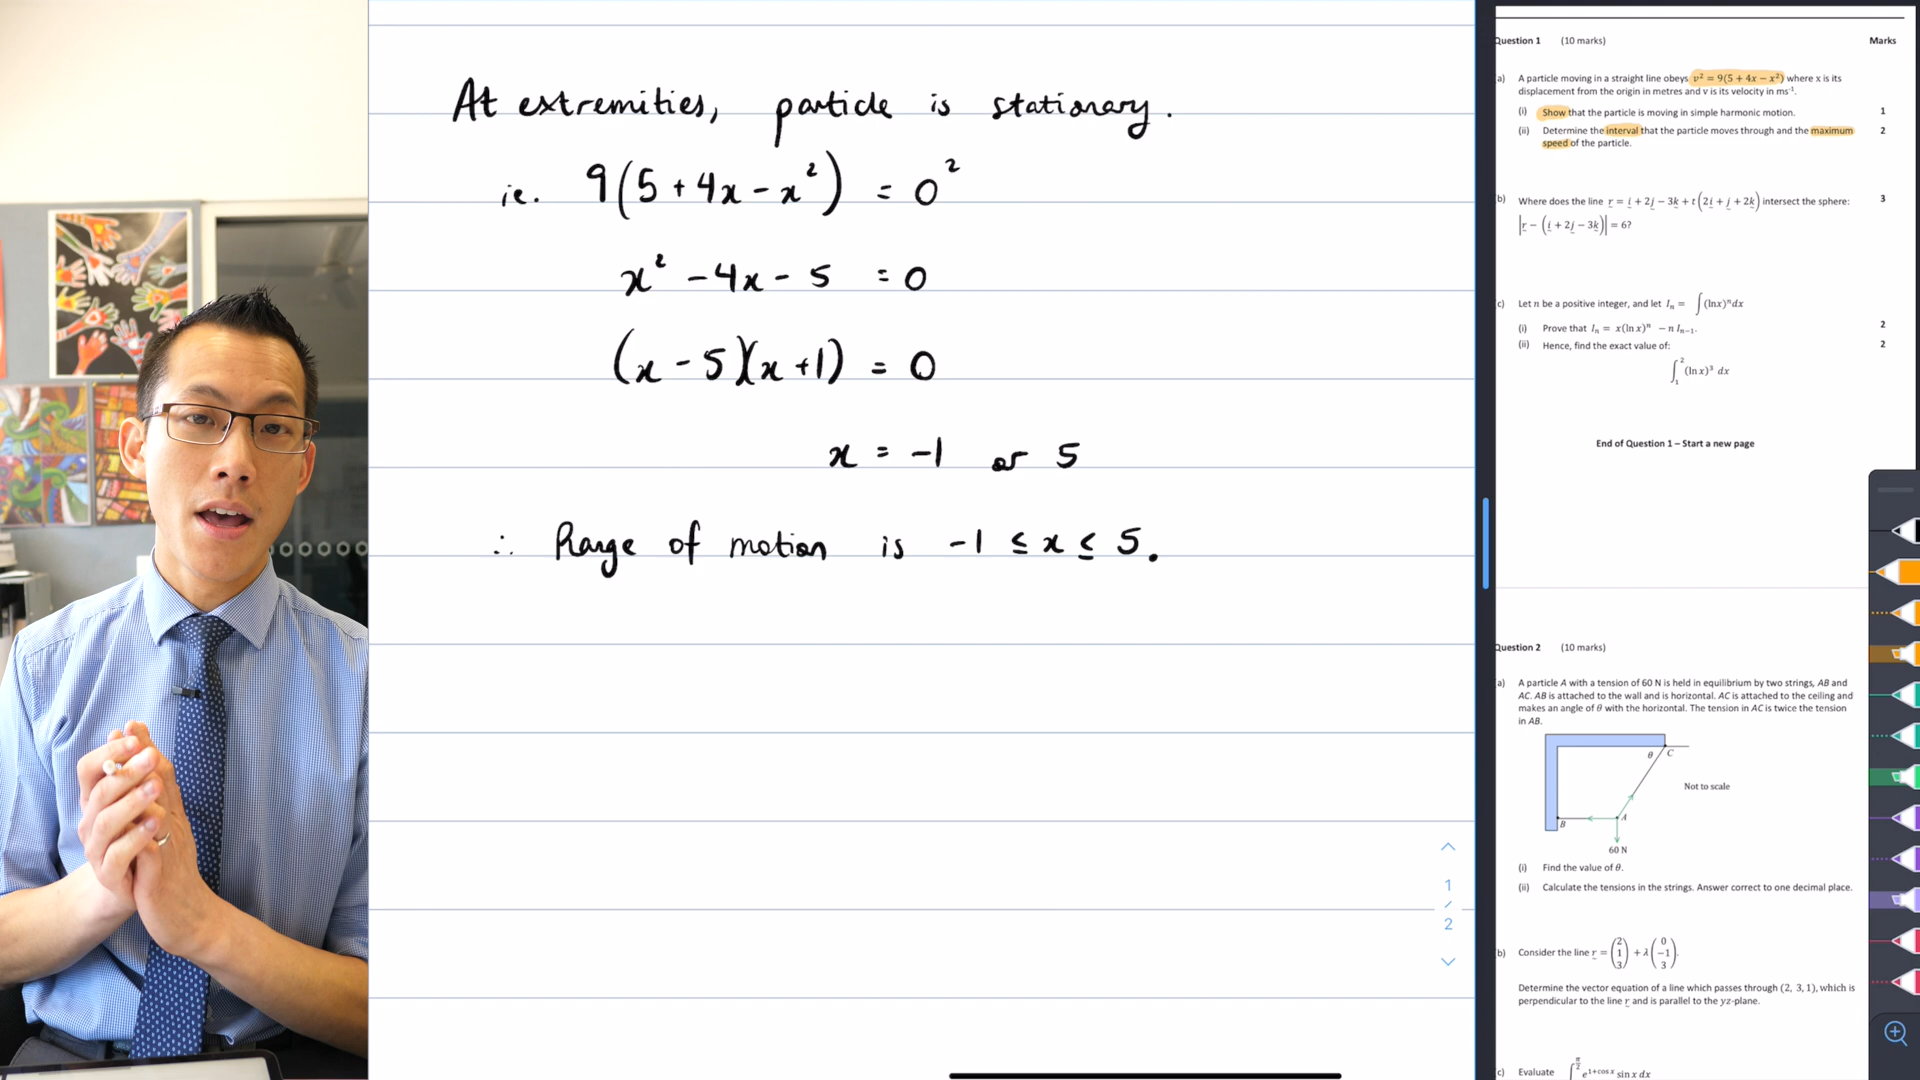 At extremities, particle is stationary.
ie. 9(5 + 4x - x²) = 0²
x² - 4x - 5 = 0
(x - 5)(x + 1) = 0
x = -1 or 5
∴ Range of motion is -1 ≤ x ≤ 5.
1
/
2
Question 1 (10 marks) Marks
a) A particle moving in a straight line obeys v² = 9(5 + 4x − x²) where x is its
displacement from the origin in metres and v is its velocity in ms⁻¹.
(i) Show that the particle is moving in simple harmonic motion. 1
(ii) Determine the interval that the particle moves through and the maximum 2
speed of the particle.
b) Where does the line r = i + 2j − 3k + t(2i + j + 2k) intersect the sphere: 3
|r − (i + 2j − 3k)| = 6?
c) Let n be a positive integer, and let Iₙ = ∫(lnx)ⁿdx
(i) Prove that Iₙ = x(ln x)ⁿ − n Iₙ₋₁. 2
(ii) Hence, find the exact value of: 2
∫₁² (ln x)³ dx
End of Question 1 – Start a new page
Question 2 (10 marks)
a) A particle A with a tension of 60 N is held in equilibrium by two strings, AB and
AC. AB is attached to the wall and is horizontal. AC is attached to the ceiling and
makes an angle of θ with the horizontal. The tension in AC is twice the tension
in AB.
θ C
Not to scale
B A
60 N
(i) Find the value of θ.
(ii) Calculate the tensions in the strings. Answer correct to one decimal place.
b) Consider the line r = (2 1 3) + λ(0 −1 3).
Determine the vector equation of a line which passes through (2, 3, 1), which is
perpendicular to the line r and is parallel to the yz-plane.
c) Evaluate ∫ e¹⁺ᶜᵒˢ ˣ sin x dx